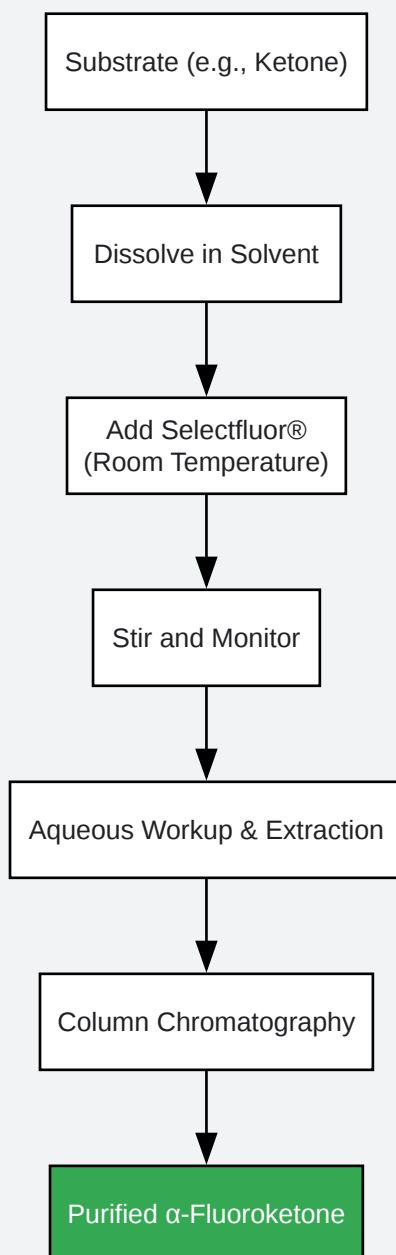 Substrate (e.g., Ketone)
Dissolve in Solvent
Add Selectfluor®
(Room Temperature)
Stir and Monitor
Aqueous Workup & Extraction
Column Chromatography
Purified α-Fluoroketone